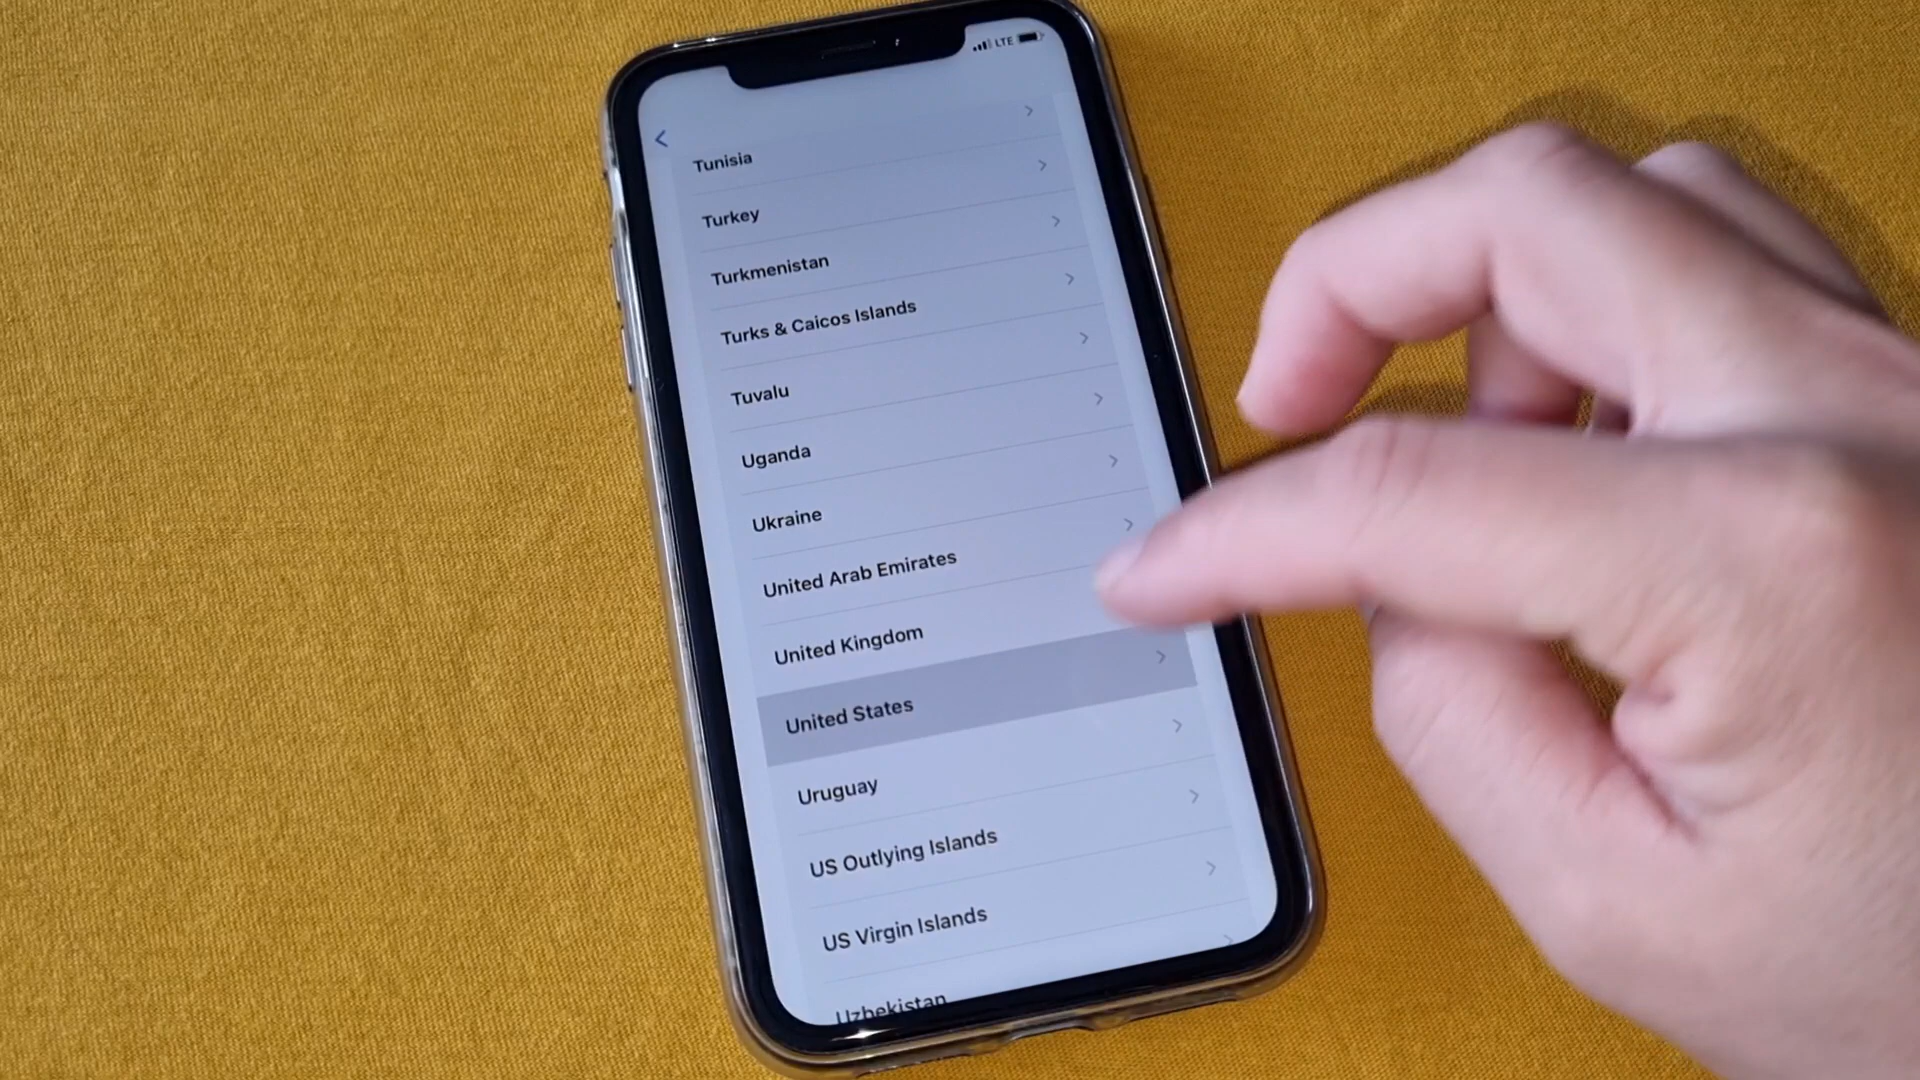 LTE
Tunisia
Turkey
Turkmenistan
Turks & Caicos Islands
Tuvalu
Uganda
Ukraine
United Arab Emirates
United Kingdom
United States
Uruguay
US Outlying Islands
US Virgin Islands
Uzbekistan